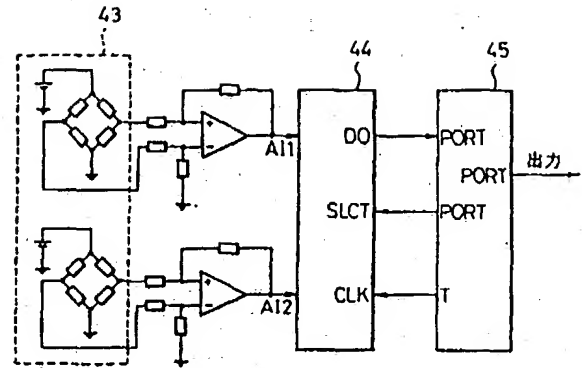 43
44
45
+
-
AI1
DO
PORT
PORT
出力
SLCT
PORT
+
-
AI2
CLK
T